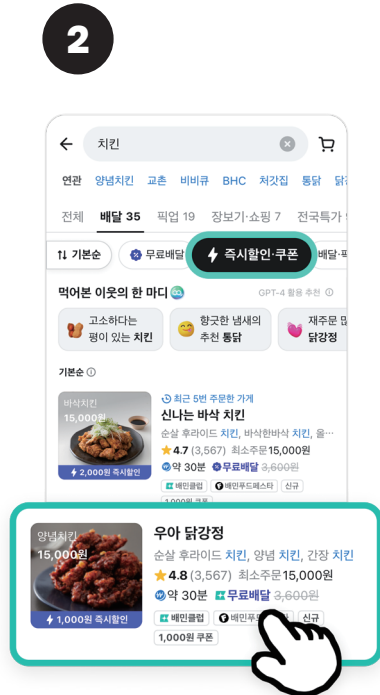 2
치킨
연관 양념치킨 교촌 비비큐 BHC 처갓집 통닭
전체 배달 35 픽업 19 장보기·쇼핑 7 전국특가
기본순 무료배달 즉시할인·쿠폰 배달·픽
먹어본 이웃의 한 마디 GPT-4 활용 추천
고소하다는
평이 있는 치킨
향긋한 냄새의
추천 통닭
재주문 많
닭강정
기본순
바삭치킨
15,000원
2,000원 즉시할인
최근 5번 주문한 가게
신나는 바삭 치킨
순살 후라이드 치킨, 바삭한바삭 치킨, 올…
4.7 (3,567) 최소주문 15,000원
약 30분 무료배달 3,600원
배민클럽 배민푸드페스타 신규
1,000원 쿠폰
양념치킨
15,000원
1,000원 즉시할인
우아 닭강정
순살 후라이드 치킨, 양념 치킨, 간장 치킨
4.8 (3,567) 최소주문 15,000원
약 30분 무료배달 3,600원
배민클럽 배민푸 신규
1,000원 쿠폰